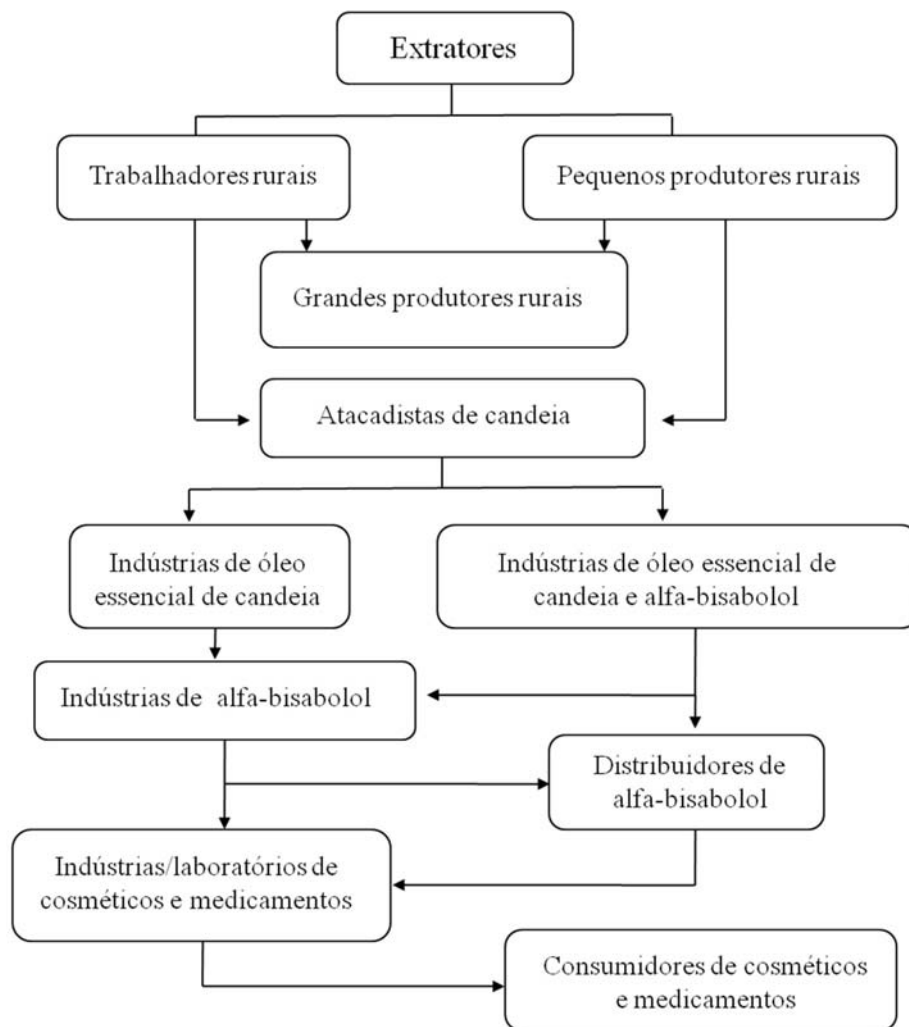 Extratores
Trabalhadores rurais
Pequenos produtores rurais
Grandes produtores rurais
Atacadistas de candeia
Indústrias de óleo
essencial de candeia
Indústrias de óleo essencial de
candeia e alfa-bisabolol
Indústrias de alfa-bisabolol
Distribuidores de
alfa-bisabolol
Indústrias/laboratórios de
cosméticos e medicamentos
Consumidores de cosméticos
e medicamentos